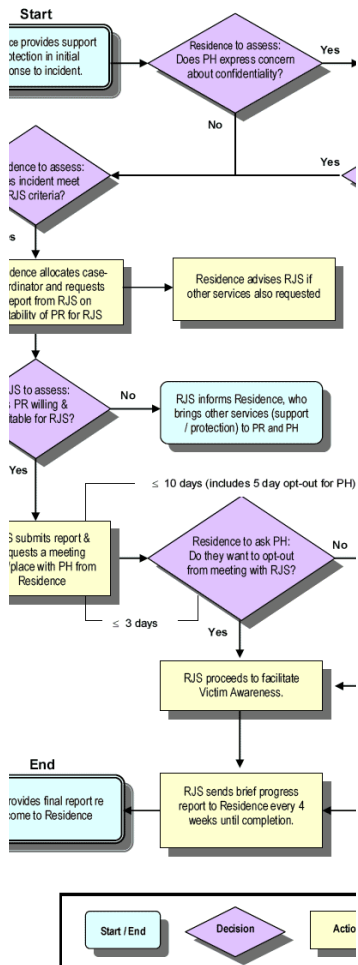 Start
ce provides support
otection in initial
onse to incident.
Residence to assess:
Does PH express concern
about confidentiality?
Yes
No
Yes
dence to assess:
es incident meet
RJS criteria?
es
dence allocates case-
rdinator and requests
eport from RJS on
tability of PR for RJS
Residence advises RJS if
other services also requested
JS to assess:
s PR willing &
itable for RJS?
No
RJS informs Residence, who
brings other services (support
/ protection) to PR and PH
Yes
≤ 10 days (includes 5 day opt-out for PH)
S submits report &
quests a meeting
/place with PH from
Residence
Residence to ask PH:
Do they want to opt-out
from meeting with RJS?
No
≤ 3 days
Yes
RJS proceeds to facilitate
Victim Awareness.
End
rovides final report re
come to Residence
RJS sends brief progress
report to Residence every 4
weeks until completion.
Start / End
Decision
Actio